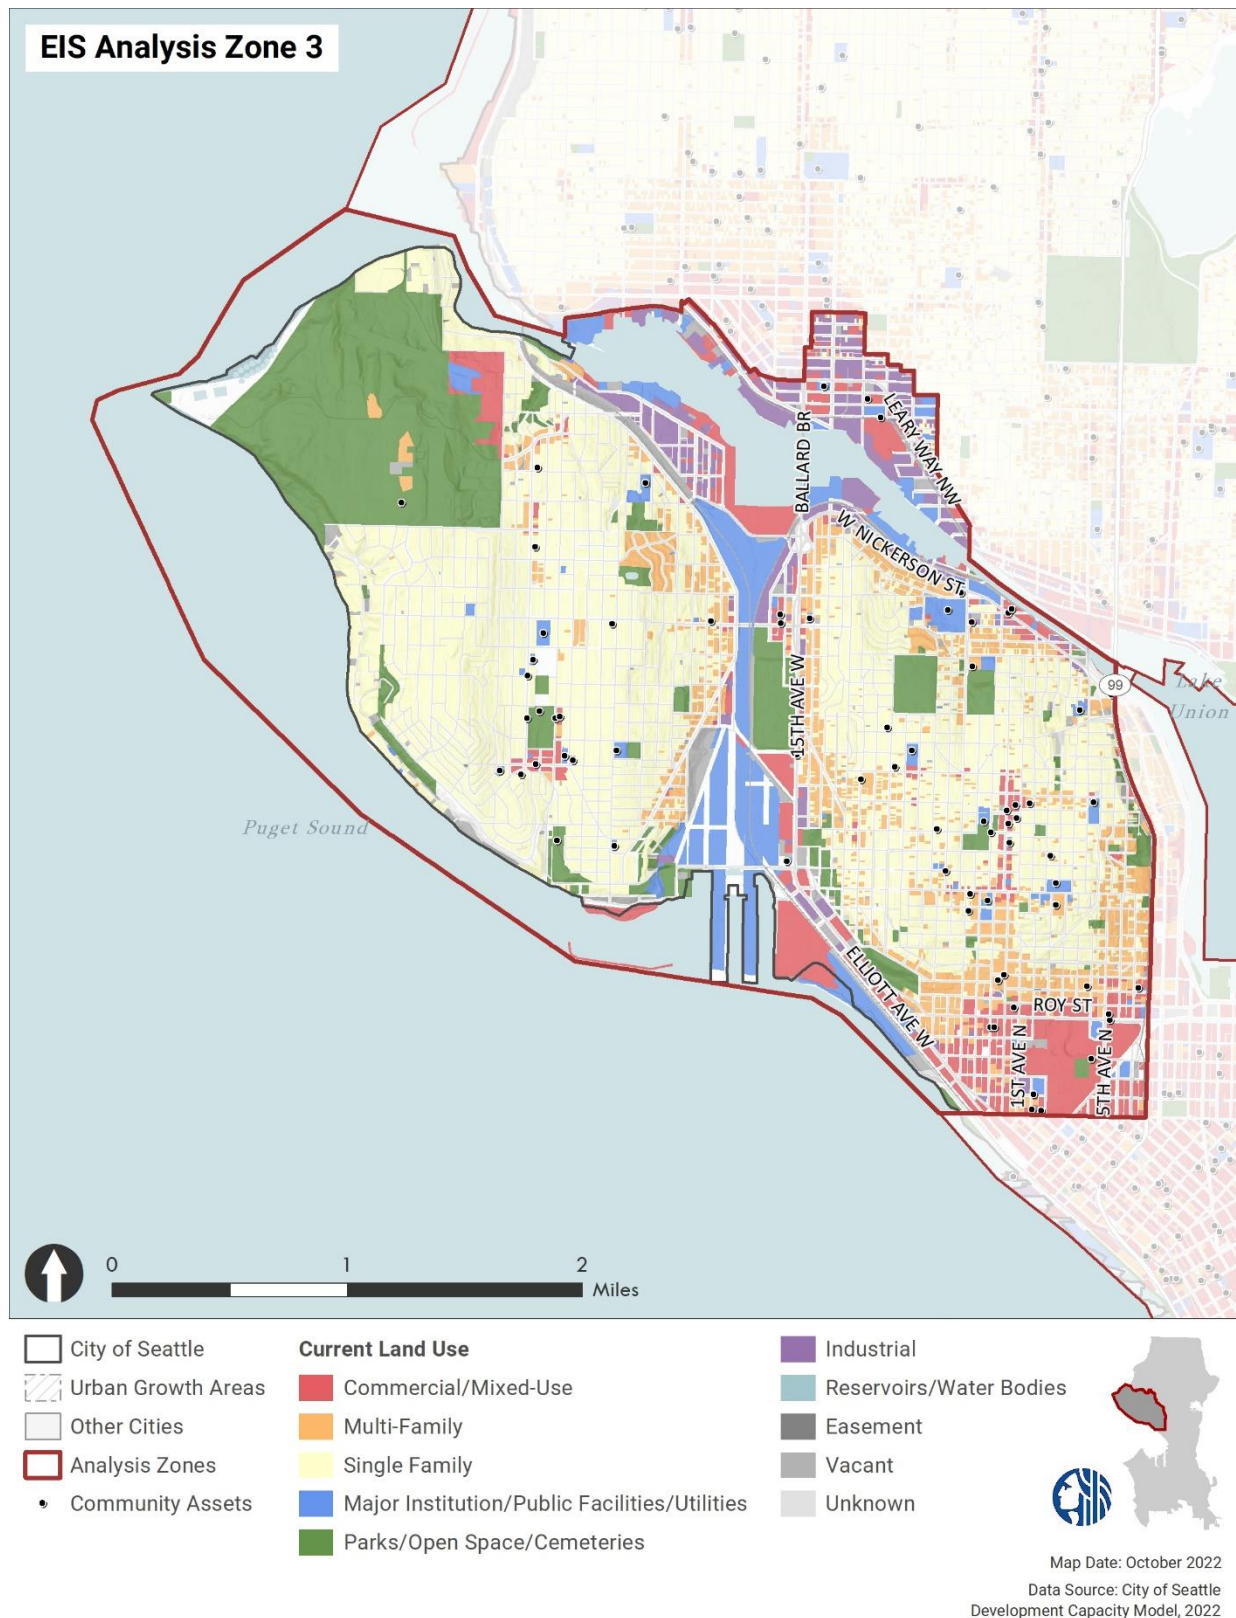 EIS Analysis Zone 3
BALLARD BR
LEARY WAY NW
W NICKERSON ST
15TH AVE W
99
Lake
Union
Puget Sound
ELLIOTT AVE W
ROY ST
1ST AVE N
5TH AVE N
0 1 2
Miles
City of Seattle
Urban Growth Areas
Other Cities
Analysis Zones
Community Assets
Current Land Use
Commercial/Mixed-Use
Multi-Family
Single Family
Major Institution/Public Facilities/Utilities
Parks/Open Space/Cemeteries
Industrial
Reservoirs/Water Bodies
Easement
Vacant
Unknown
Map Date: October 2022
Data Source: City of Seattle
Development Capacity Model, 2022